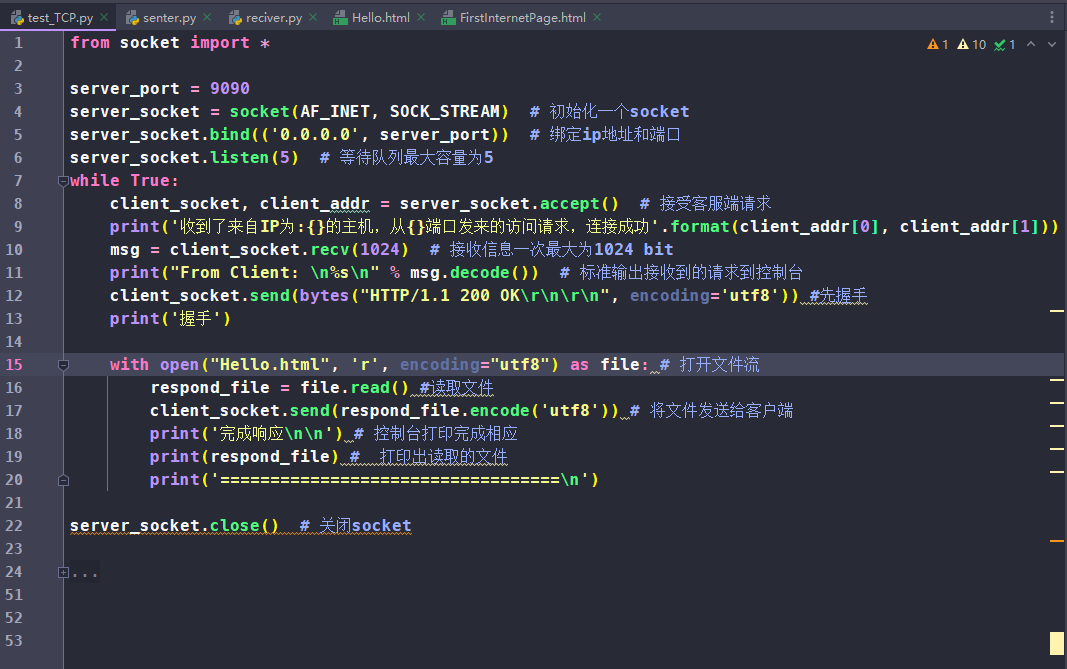 test_TCP.py senter.py reciver.py Hello.html FirstInternetPage.html
1 from socket import * 1 10 1
2
3 server_port = 9090
4 server_socket = socket(AF_INET, SOCK_STREAM)  # 初始化一个socket
5 server_socket.bind(('0.0.0.0', server_port))  # 绑定ip地址和端口
6 server_socket.listen(5)  # 等待队列最大容量为5
7 while True:
8     client_socket, client_addr = server_socket.accept()  # 接受客服端请求
9     print('收到了来自IP为:{}的主机，从{}端口发来的访问请求，连接成功'.format(client_addr[0], client_addr[1]))
10     msg = client_socket.recv(1024)  # 接收信息一次最大为1024 bit
11     print("From Client: \n%s\n" % msg.decode())  # 标准输出接收到的请求到控制台
12     client_socket.send(bytes("HTTP/1.1 200 OK\r\n\r\n", encoding='utf8')) #先握手
13     print('握手')
14
15     with open("Hello.html", 'r', encoding="utf8") as file: # 打开文件流
16         respond_file = file.read() #读取文件
17         client_socket.send(respond_file.encode('utf8')) # 将文件发送给客户端
18         print('完成响应\n\n') # 控制台打印完成相应
19         print(respond_file) #  打印出读取的文件
20         print('==================================\n')
21
22 server_socket.close()  # 关闭socket
23
24 ...
51
52
53